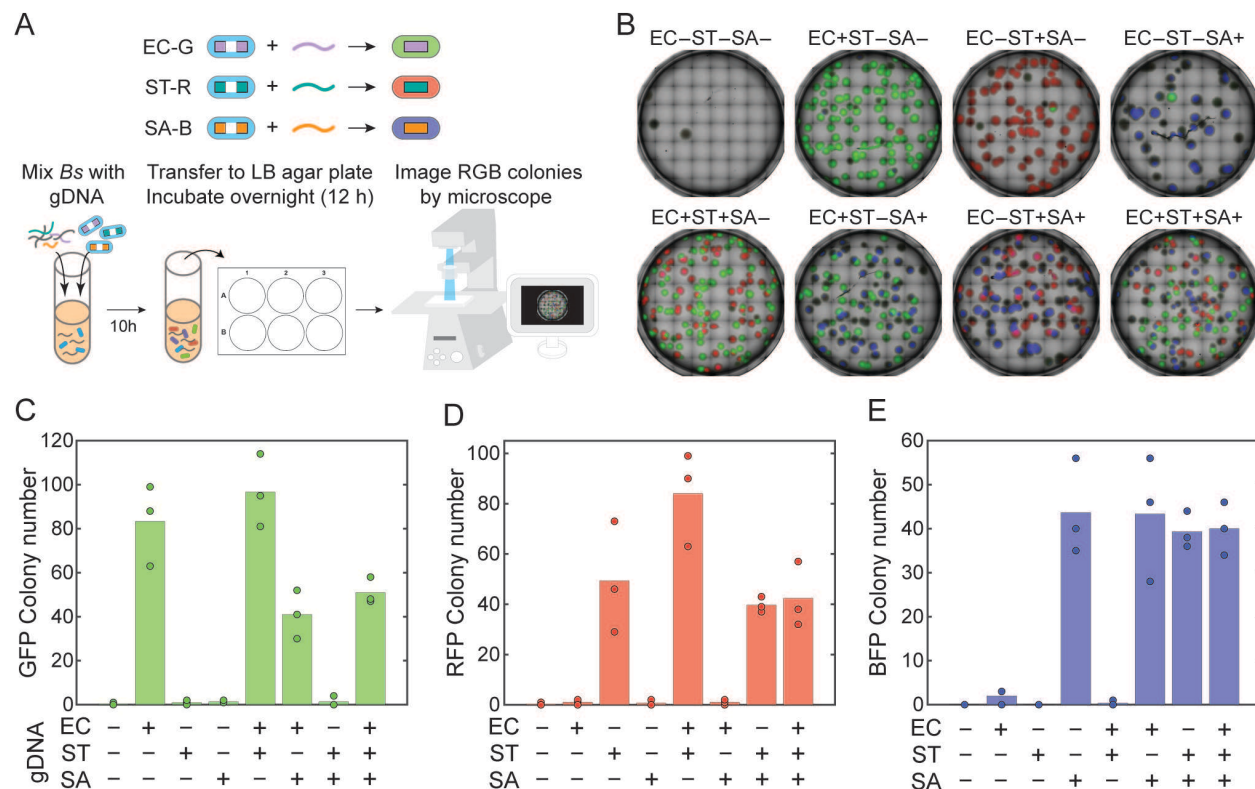 A
EC-G
+
ST-R
+
SA-B
+
Mix Bs with
gDNA
Transfer to LB agar plate
Incubate overnight (12 h)
Image RGB colonies
by microscope
10h
1 2 3
A
B
B
EC–ST–SA– EC+ST–SA– EC–ST+SA– EC–ST–SA+
EC+ST+SA– EC+ST–SA+ EC–ST+SA+ EC+ST+SA+
C
GFP Colony number
120
100
80
60
40
20
0
gDNA
EC – + – – + + – +
ST – – + – + – + +
SA – – – + – + + +
D
RFP Colony number
100
80
60
40
20
0
EC – + – – + + – +
ST – – + – + – + +
SA – – – + – + + +
E
BFP Colony number
60
50
40
30
20
10
0
EC – + – – + + – +
ST – – + – + – + +
SA – – – + – + + +